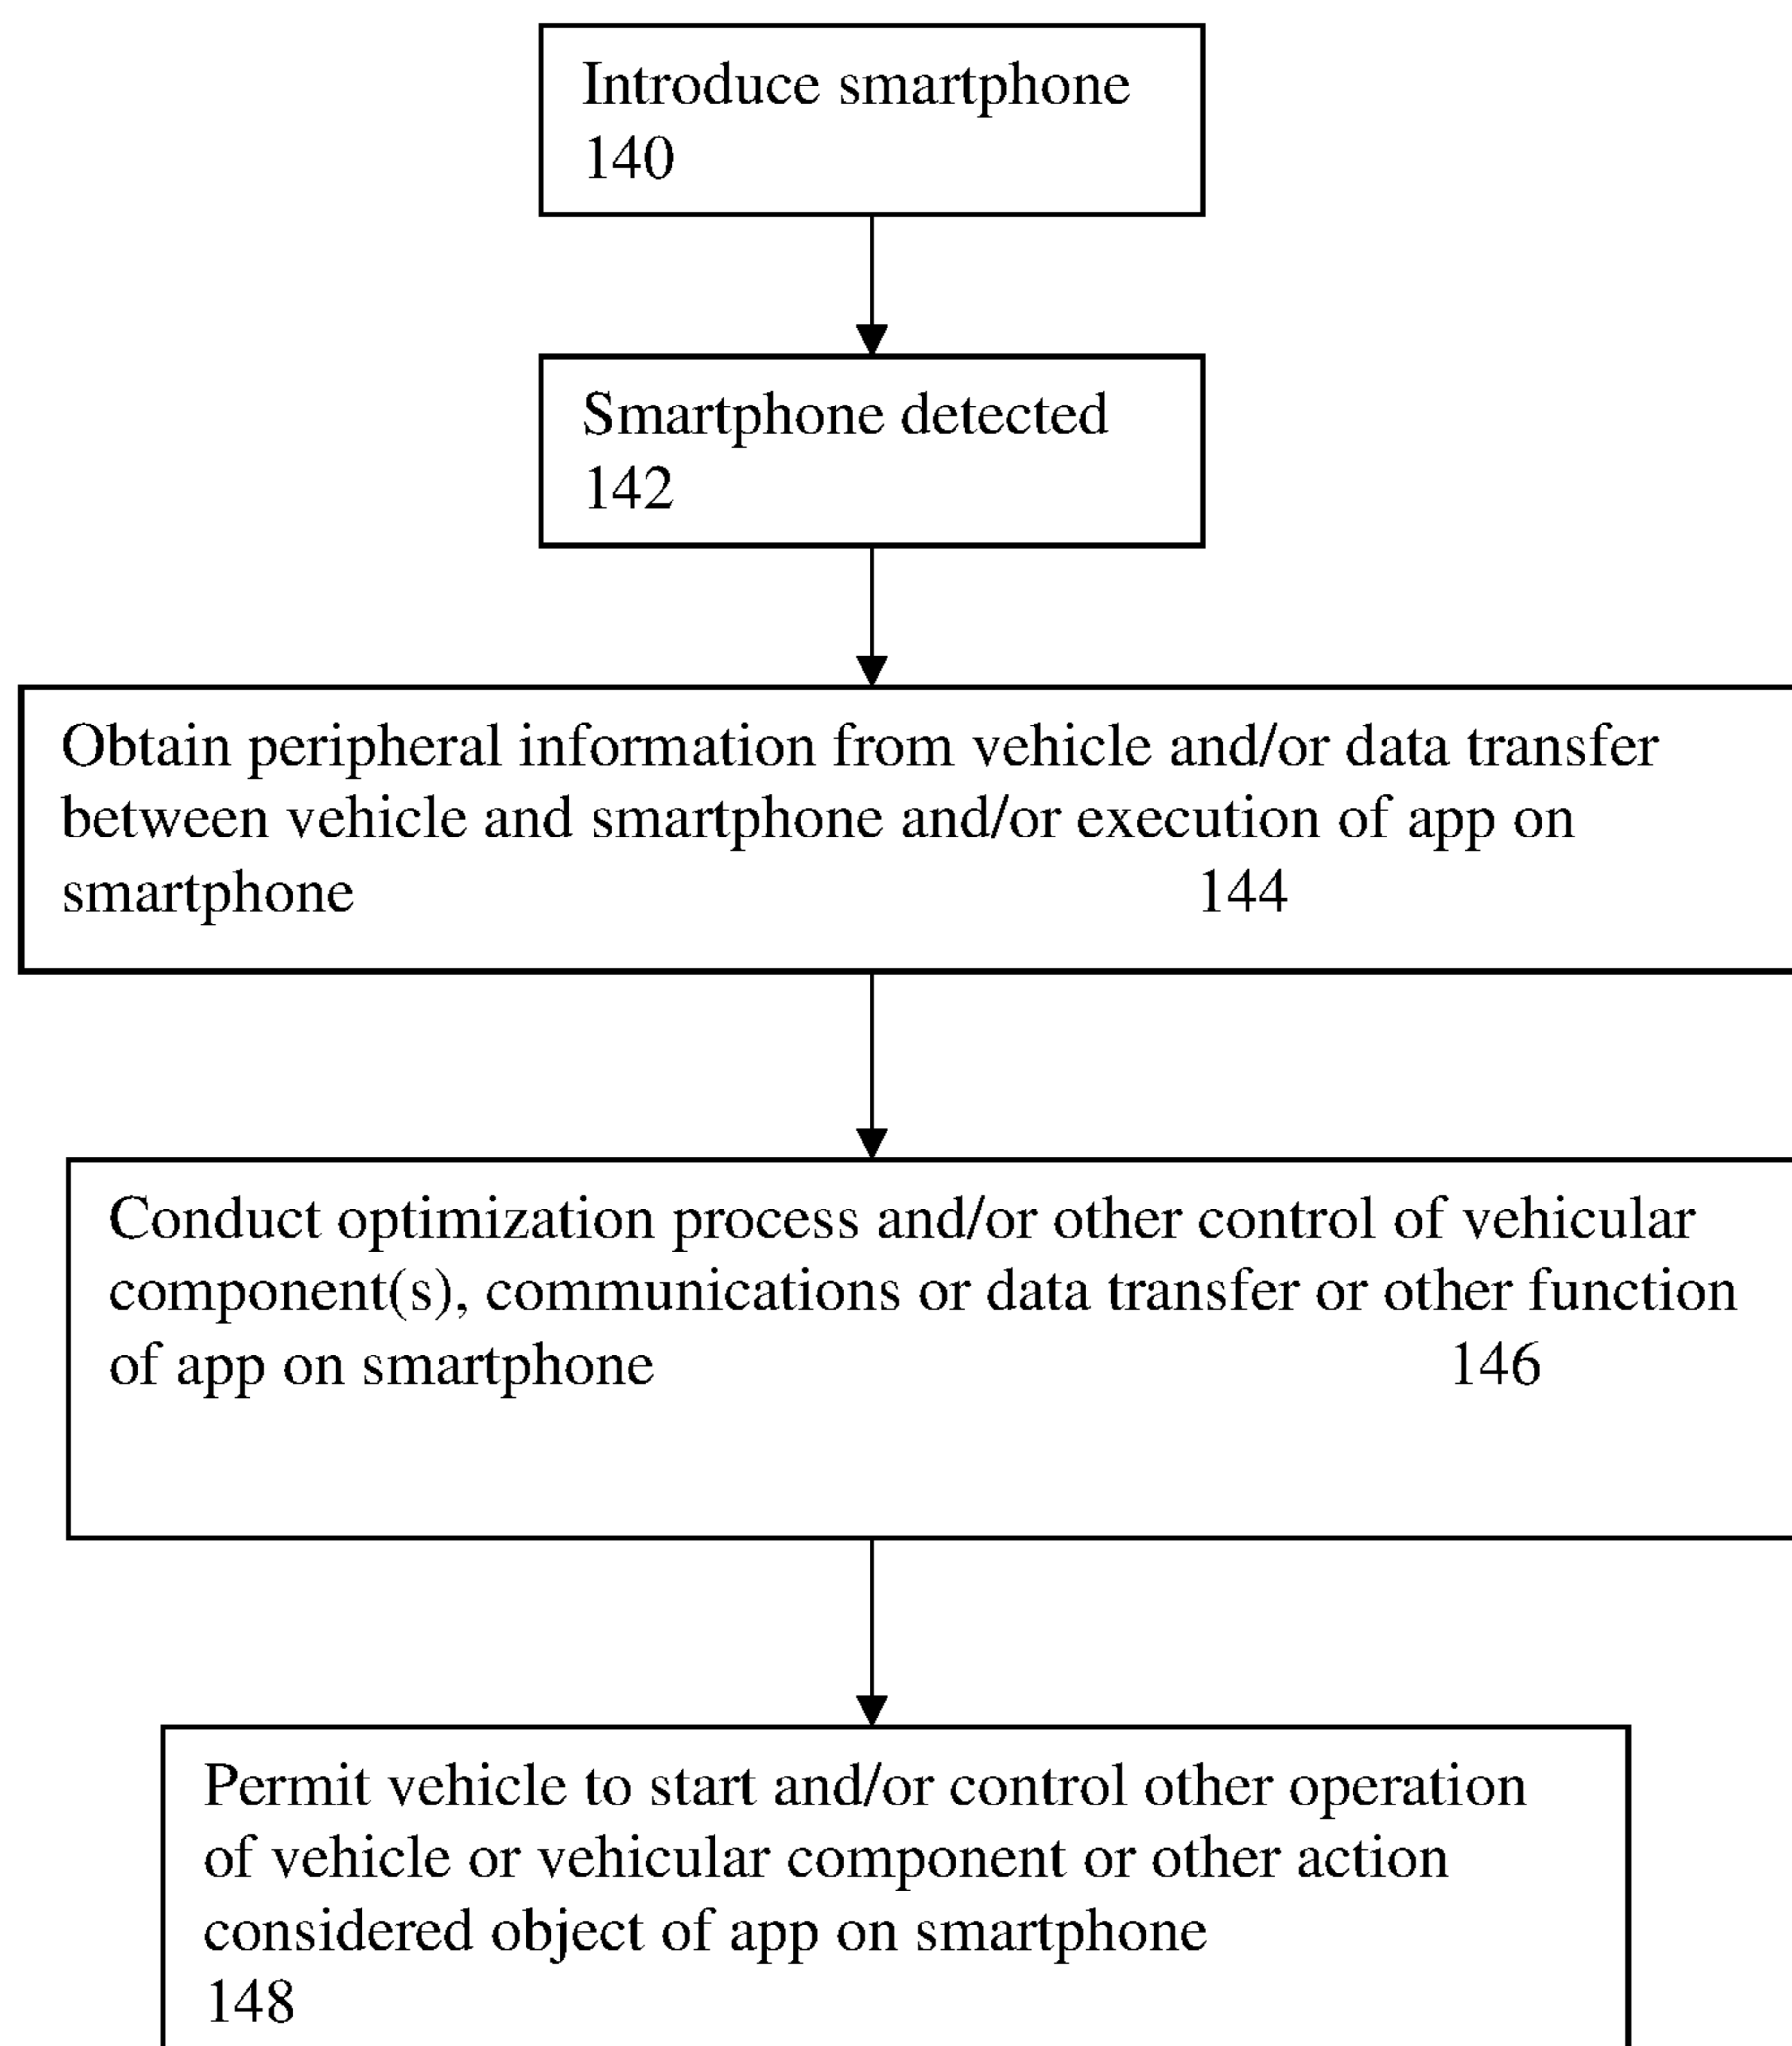 Introduce smartphone
140
Smartphone detected
142
Obtain peripheral information from vehicle and/or data transfer
between vehicle and smartphone and/or execution of app on
smartphone 144
Conduct optimization process and/or other control of vehicular
component(s), communications or data transfer or other function
of app on smartphone 146
Permit vehicle to start and/or control other operation
of vehicle or vehicular component or other action
considered object of app on smartphone
148